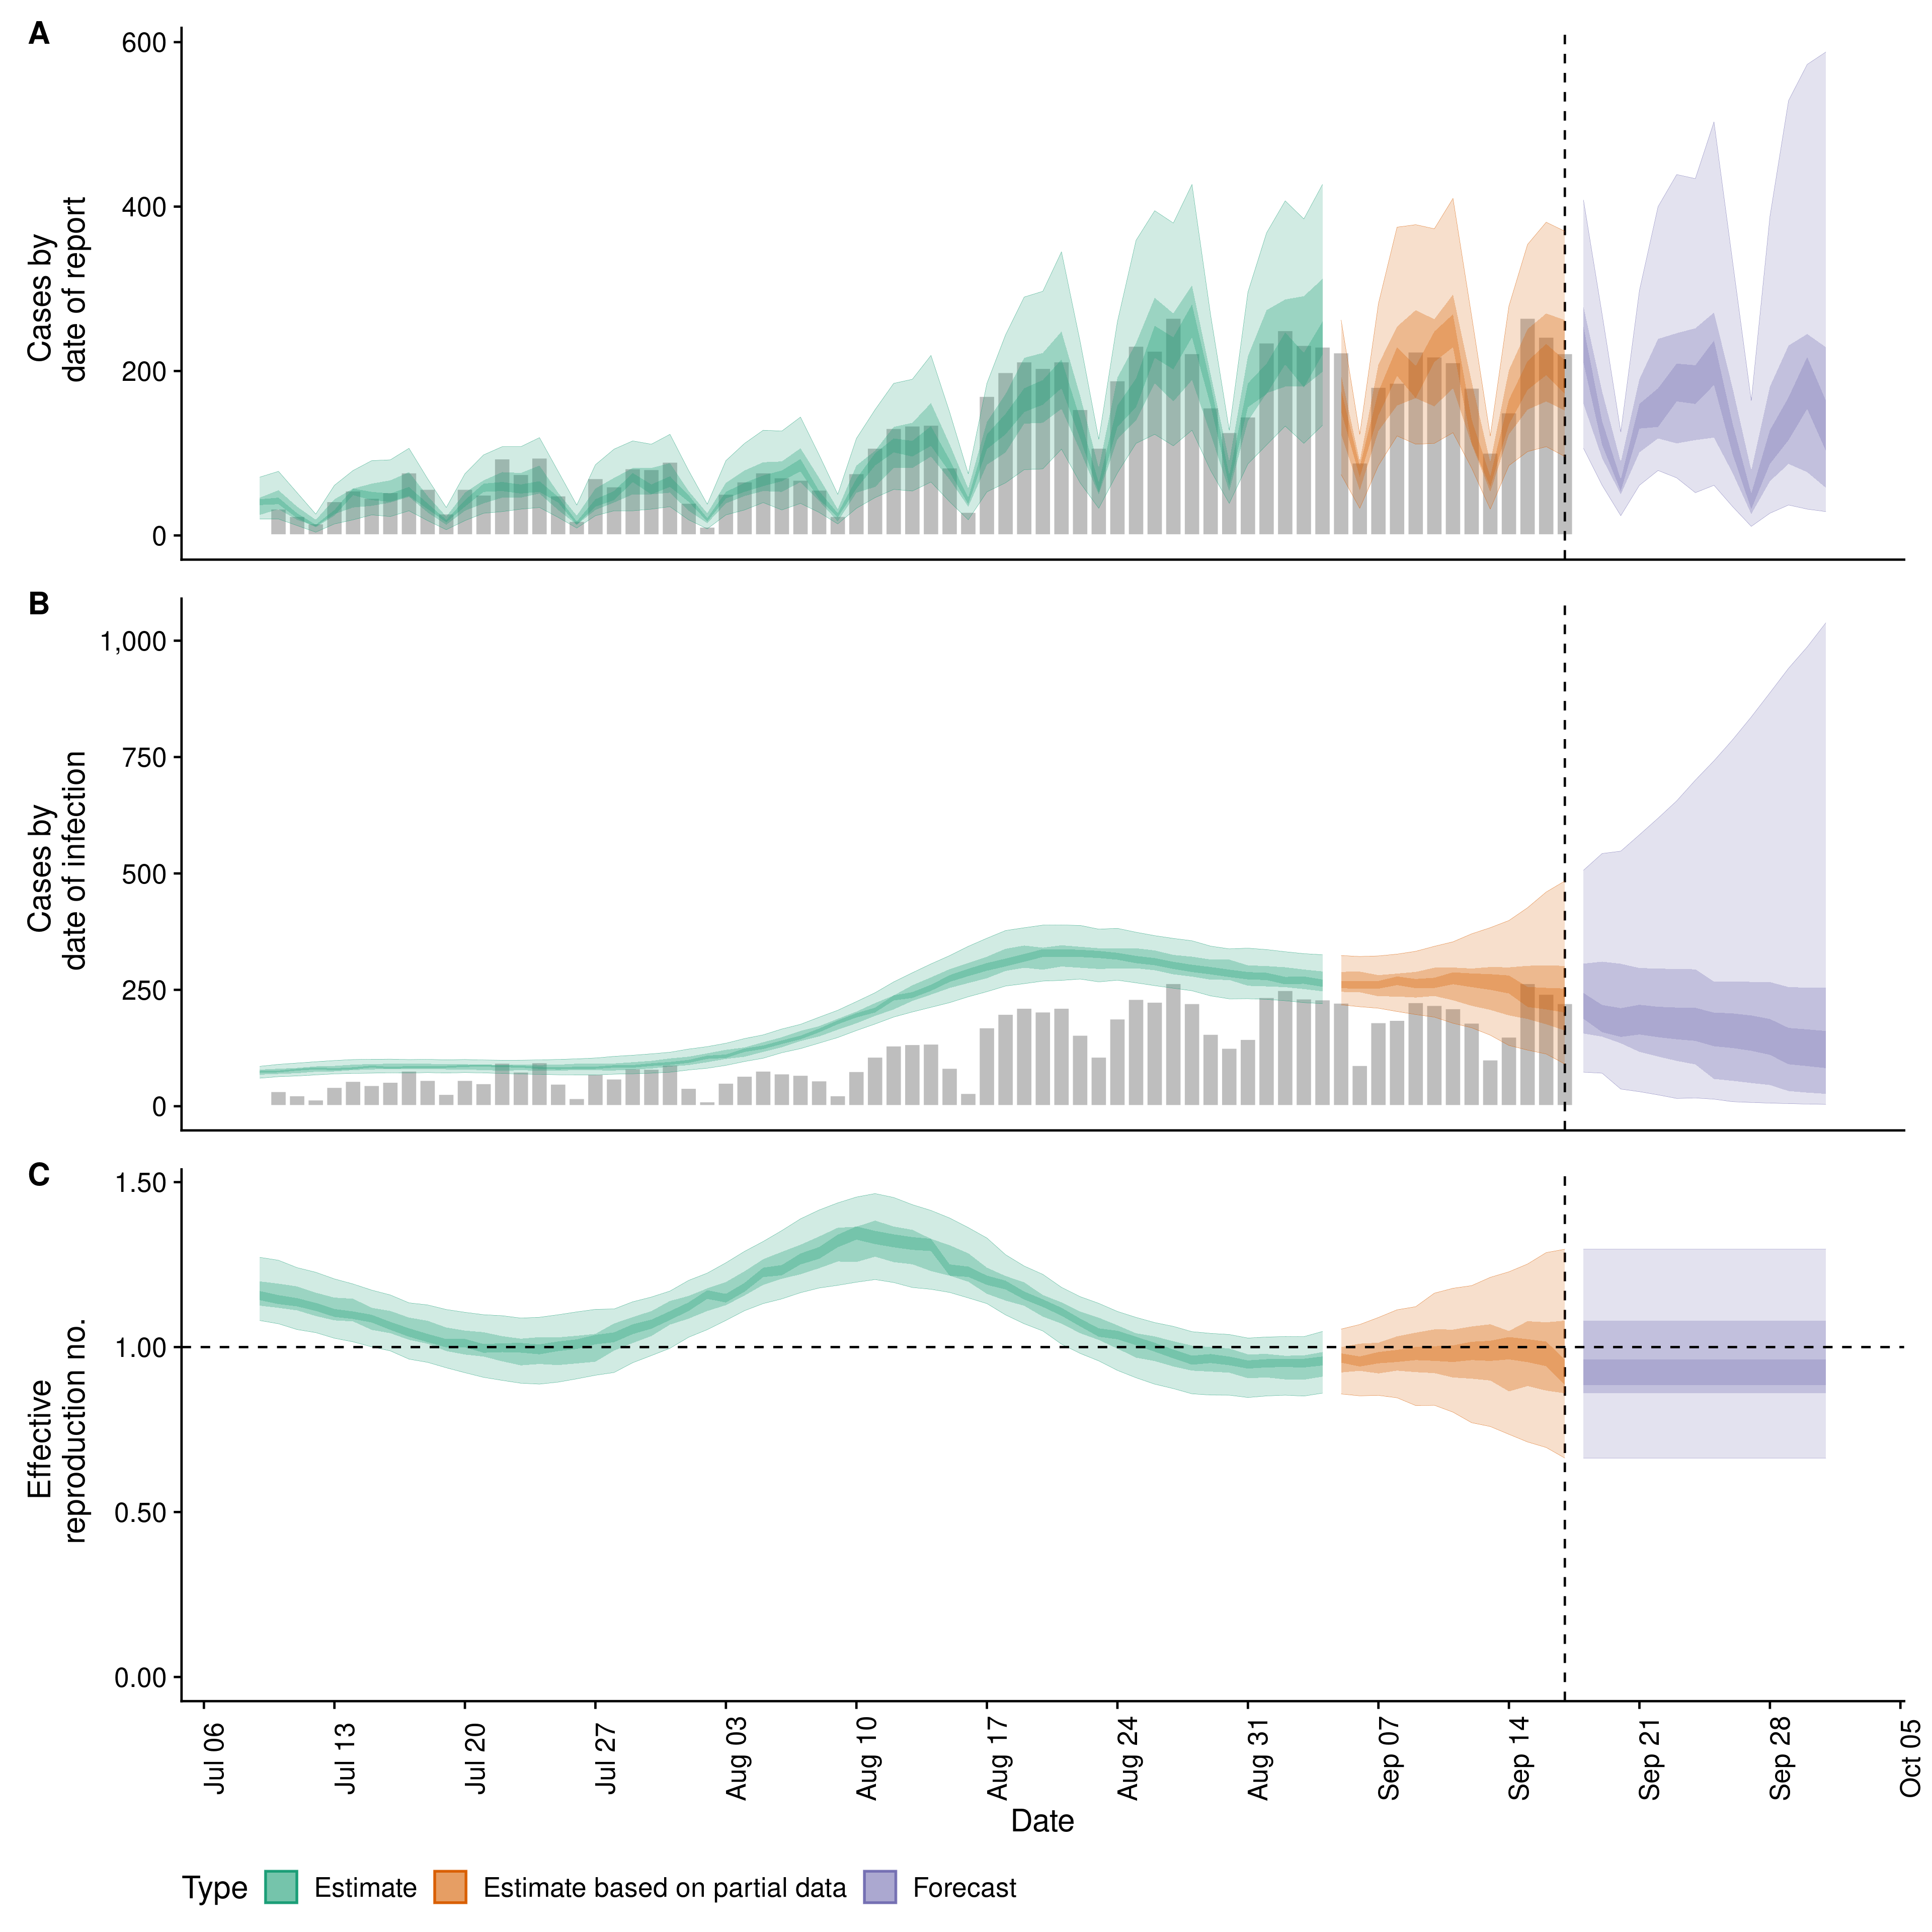 A
600
400
200
0
Cases by
date of report
B
1,000
750
500
250
0
Cases by
date of infection
C
1.50
1.00
0.50
0.00
Effective
reproduction no.
Jul 06
Jul 13
Jul 20
Jul 27
Aug 03
Aug 10
Aug 17
Aug 24
Aug 31
Sep 07
Sep 14
Sep 21
Sep 28
Oct 05
Date
Type Estimate Estimate based on partial data Forecast